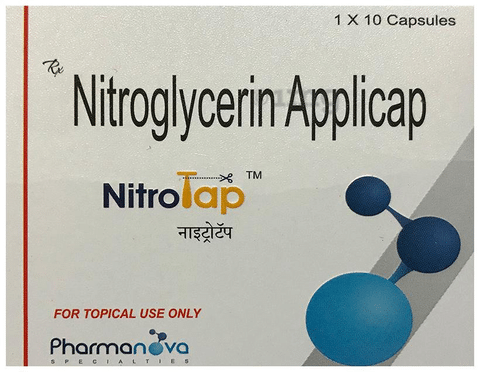 1 X 10 Capsules
Rx
Nitroglycerin Applicap
NitroTap™
नाइट्रोटॅप
FOR TOPICAL USE ONLY
Pharmanova
SPECIALTIES